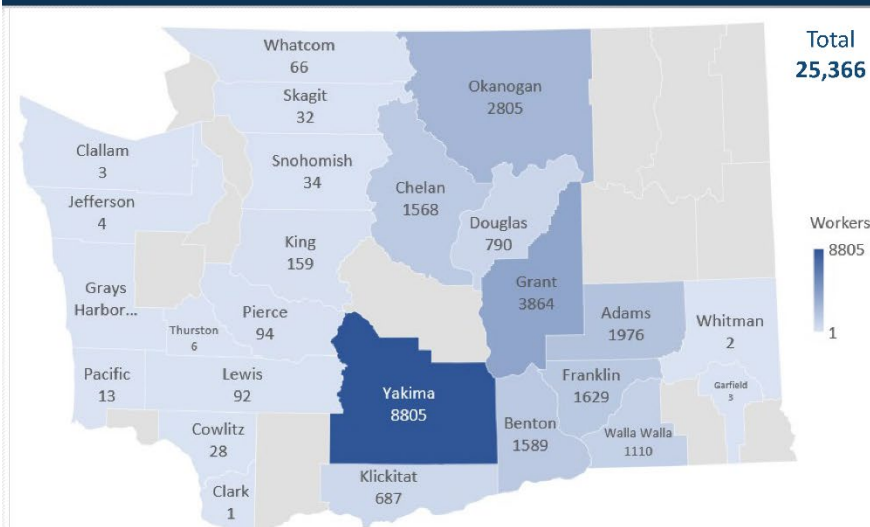 Total
25,366
Whatcom
66
Skagit
32
Snohomish
34
King
159
Okanogan
2805
Chelan
1568
Douglas
790
Clallam
3
Jefferson
4
Grays
Harbor...
Thurston
6
Pierce
94
Pacific
13
Lewis
92
Cowlitz
28
Clark
1
Yakima
8805
Klickitat
687
Grant
3864
Adams
1976
Franklin
1629
Benton
1589
Walla Walla
1110
Whitman
2
Garfield
3
Workers
8805
1